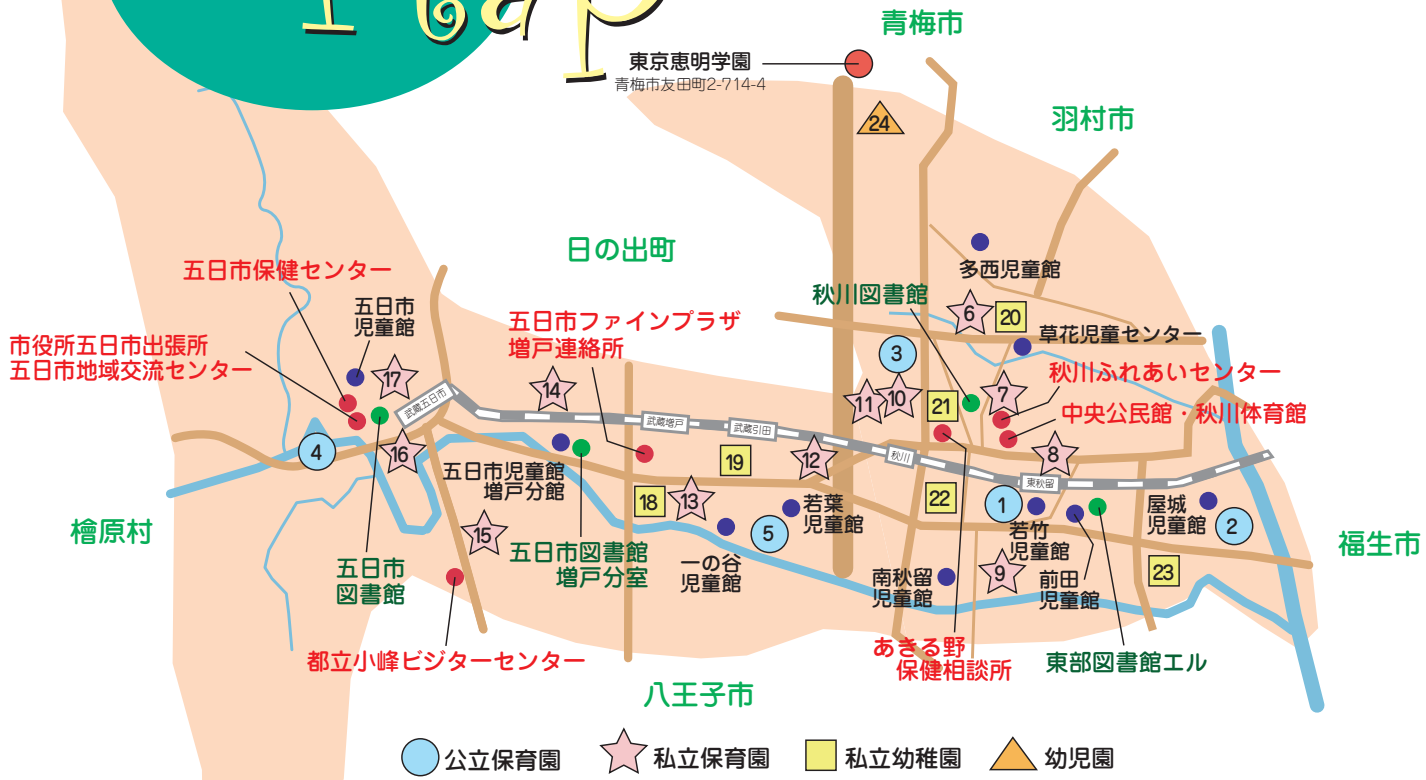 Map
青梅市
東京恵明学園
青梅市友田町2-714-4
24
羽村市
日の出町
多西児童館
五日市保健センター
秋川図書館
6
20
五日市
児童館
五日市ファインプラザ
増戸連絡所
草花児童センター
市役所五日市出張所
五日市地域交流センター
3
秋川ふれあいセンター
17
14
11
10
21
7
中央公民館・秋川体育館
武蔵五日市
武蔵増戸
武蔵引田
秋川
東秋留
4
16
19
12
8
五日市児童館
増戸分館
18
13
若葉
児童館
22
1
屋城
児童館
2
檜原村
15
5
若竹
児童館
福生市
五日市
図書館
五日市図書館
増戸分室
一の谷
児童館
南秋留
児童館
9
前田
児童館
23
都立小峰ビジターセンター
あきる野
保健相談所
東部図書館エル
八王子市
公立保育園
私立保育園
私立幼稚園
幼児園